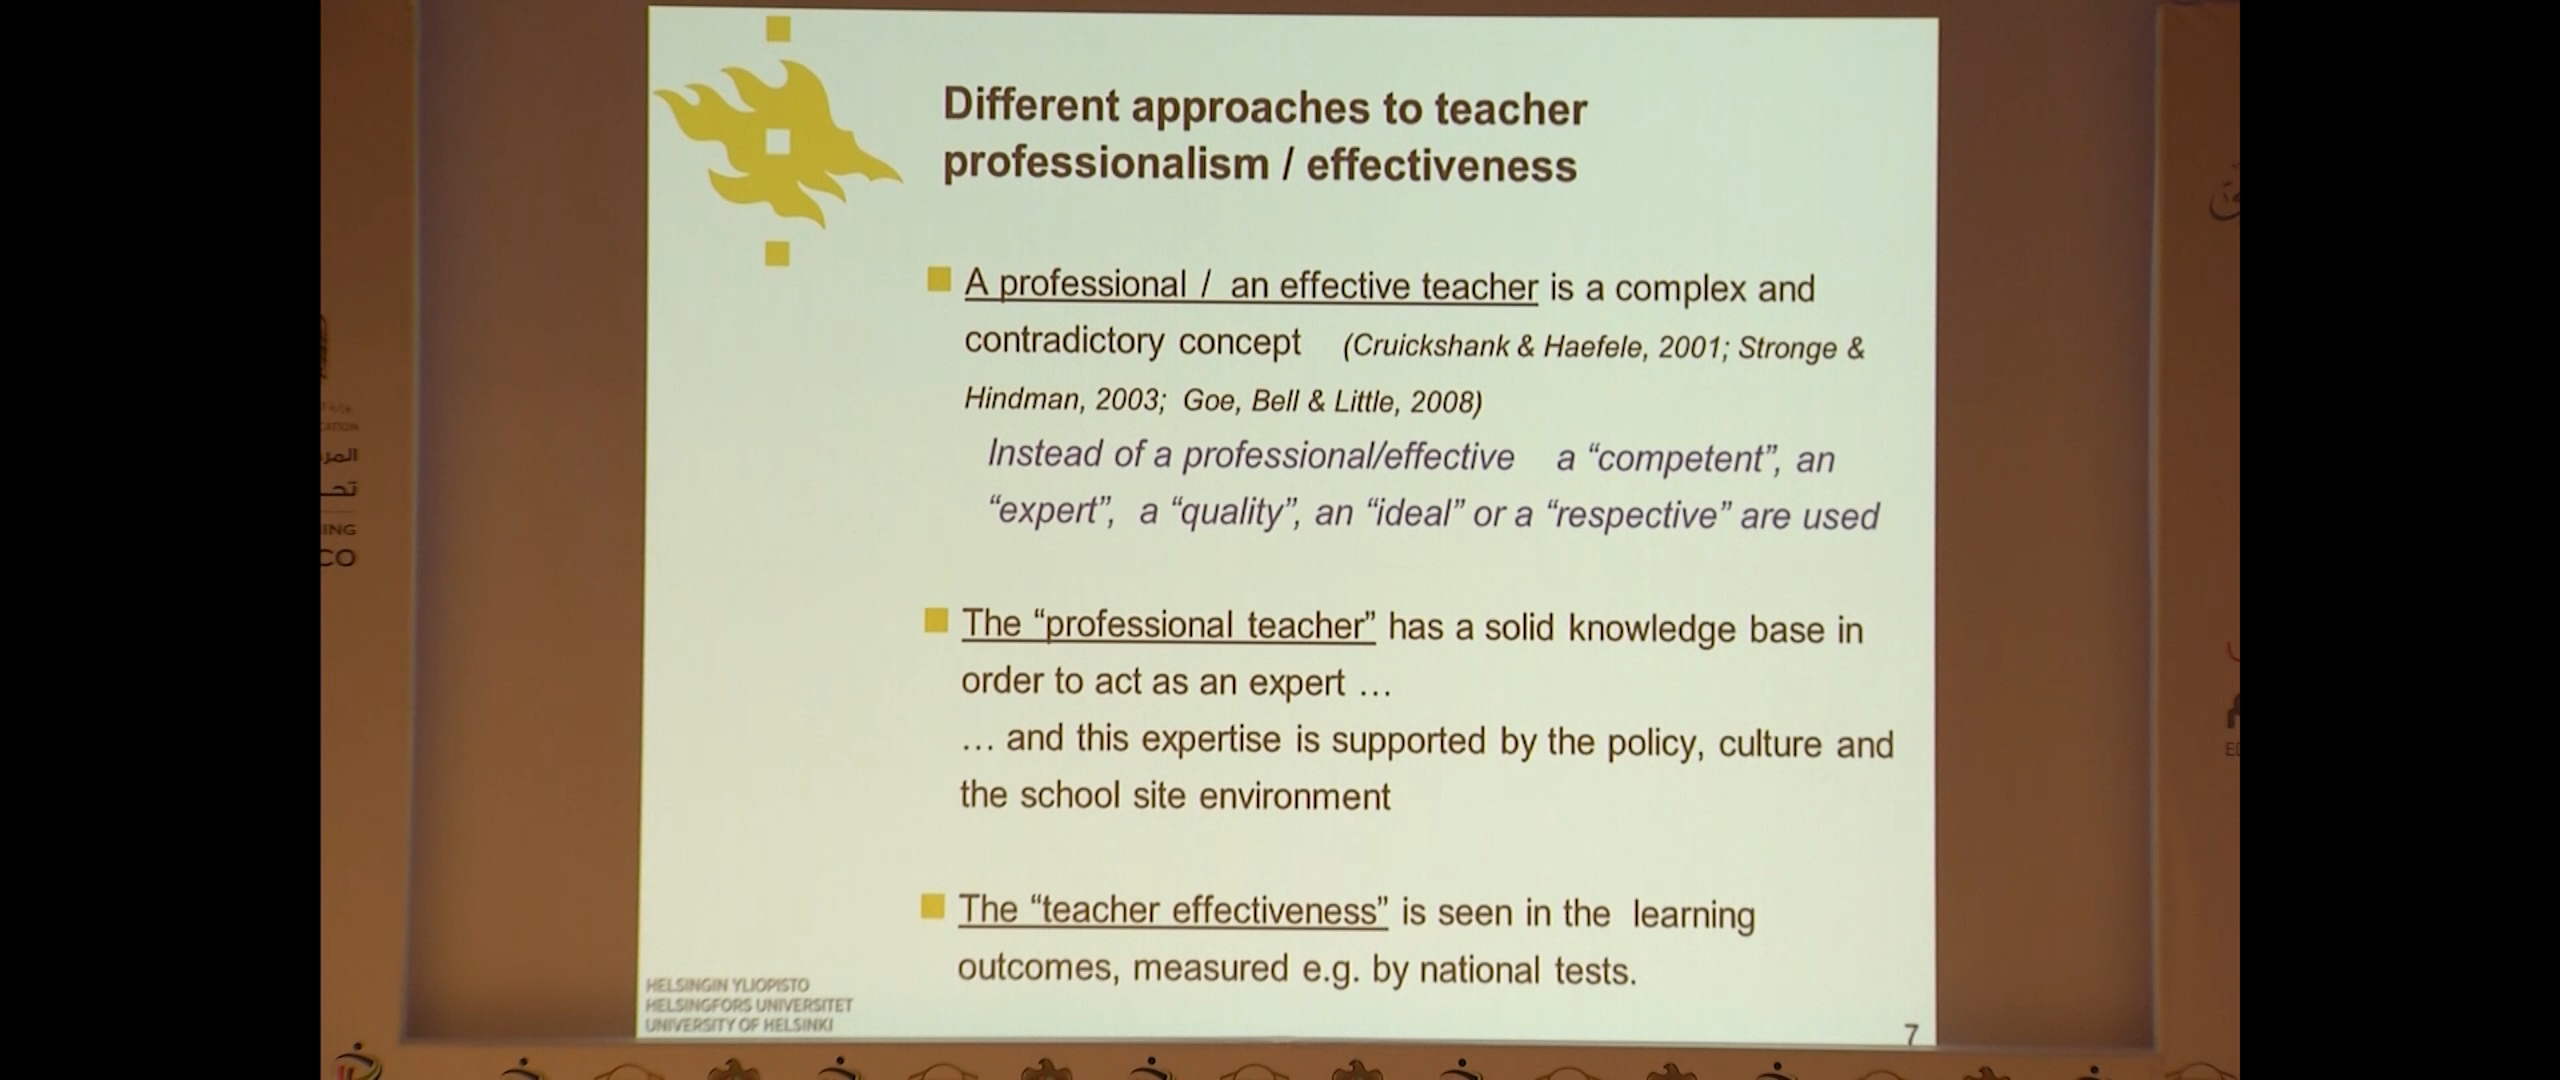 Different approaches to teacher
professionalism / effectiveness
A professional / an effective teacher is a complex and
contradictory concept (Cruickshank & Haefele, 2001; Stronge &
Hindman, 2003; Goe, Bell & Little, 2008)
Instead of a professional/effective a “competent”, an
“expert”, a “quality”, an “ideal” or a “respective” are used
The “professional teacher” has a solid knowledge base in
order to act as an expert …
… and this expertise is supported by the policy, culture and
the school site environment
The “teacher effectiveness” is seen in the learning
outcomes, measured e.g. by national tests.
HELSINGIN YLIOPISTO
HELSINGFORS UNIVERSITET
UNIVERSITY OF HELSINKI
7